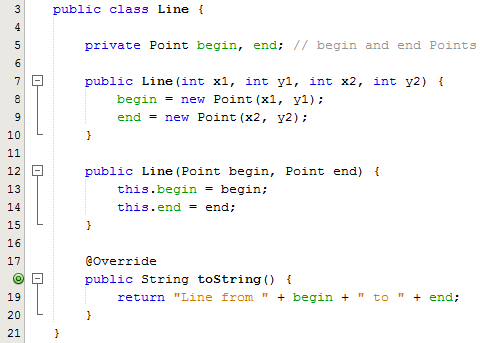 3 public class Line {
4
5     private Point begin, end; // begin and end Points
6
7     public Line(int x1, int y1, int x2, int y2) {
8         begin = new Point(x1, y1);
9         end = new Point(x2, y2);
10     }
11
12     public Line(Point begin, Point end) {
13         this.begin = begin;
14         this.end = end;
15     }
16
17     @Override
    public String toString() {
19         return "Line from " + begin + " to " + end;
20     }
21 }